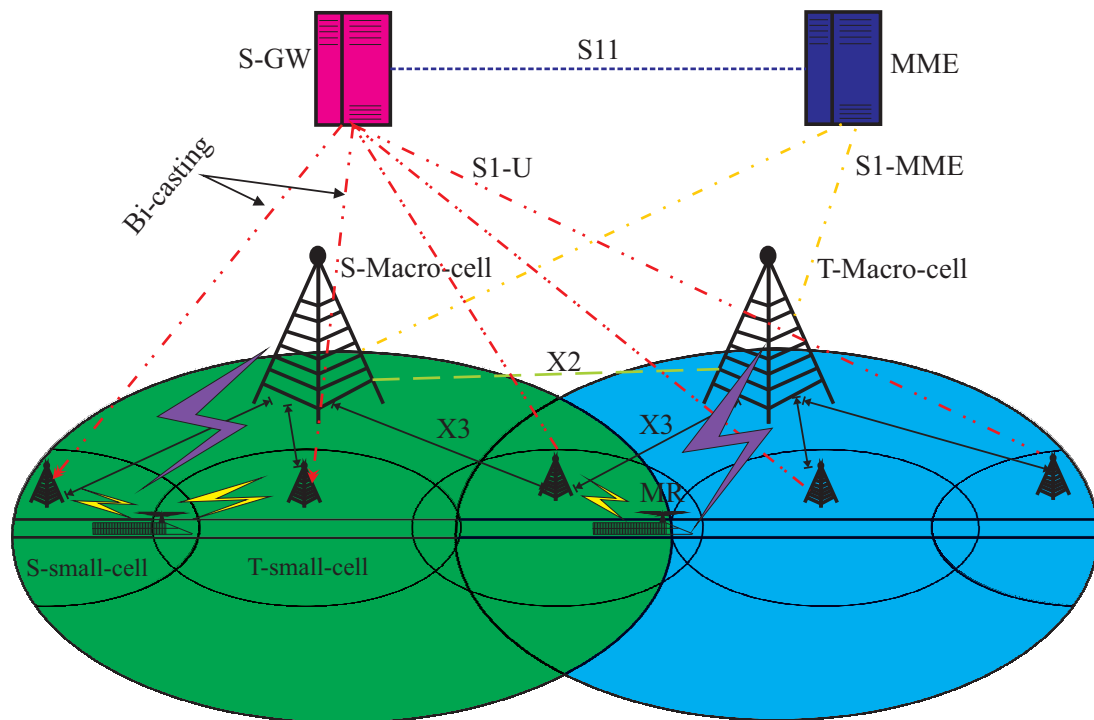 S-GW
S11
MME
Bi-casting
S1-U
S1-MME
S-Macro-cell
T-Macro-cell
X2
X3
X3
MR
S-small-cell
T-small-cell